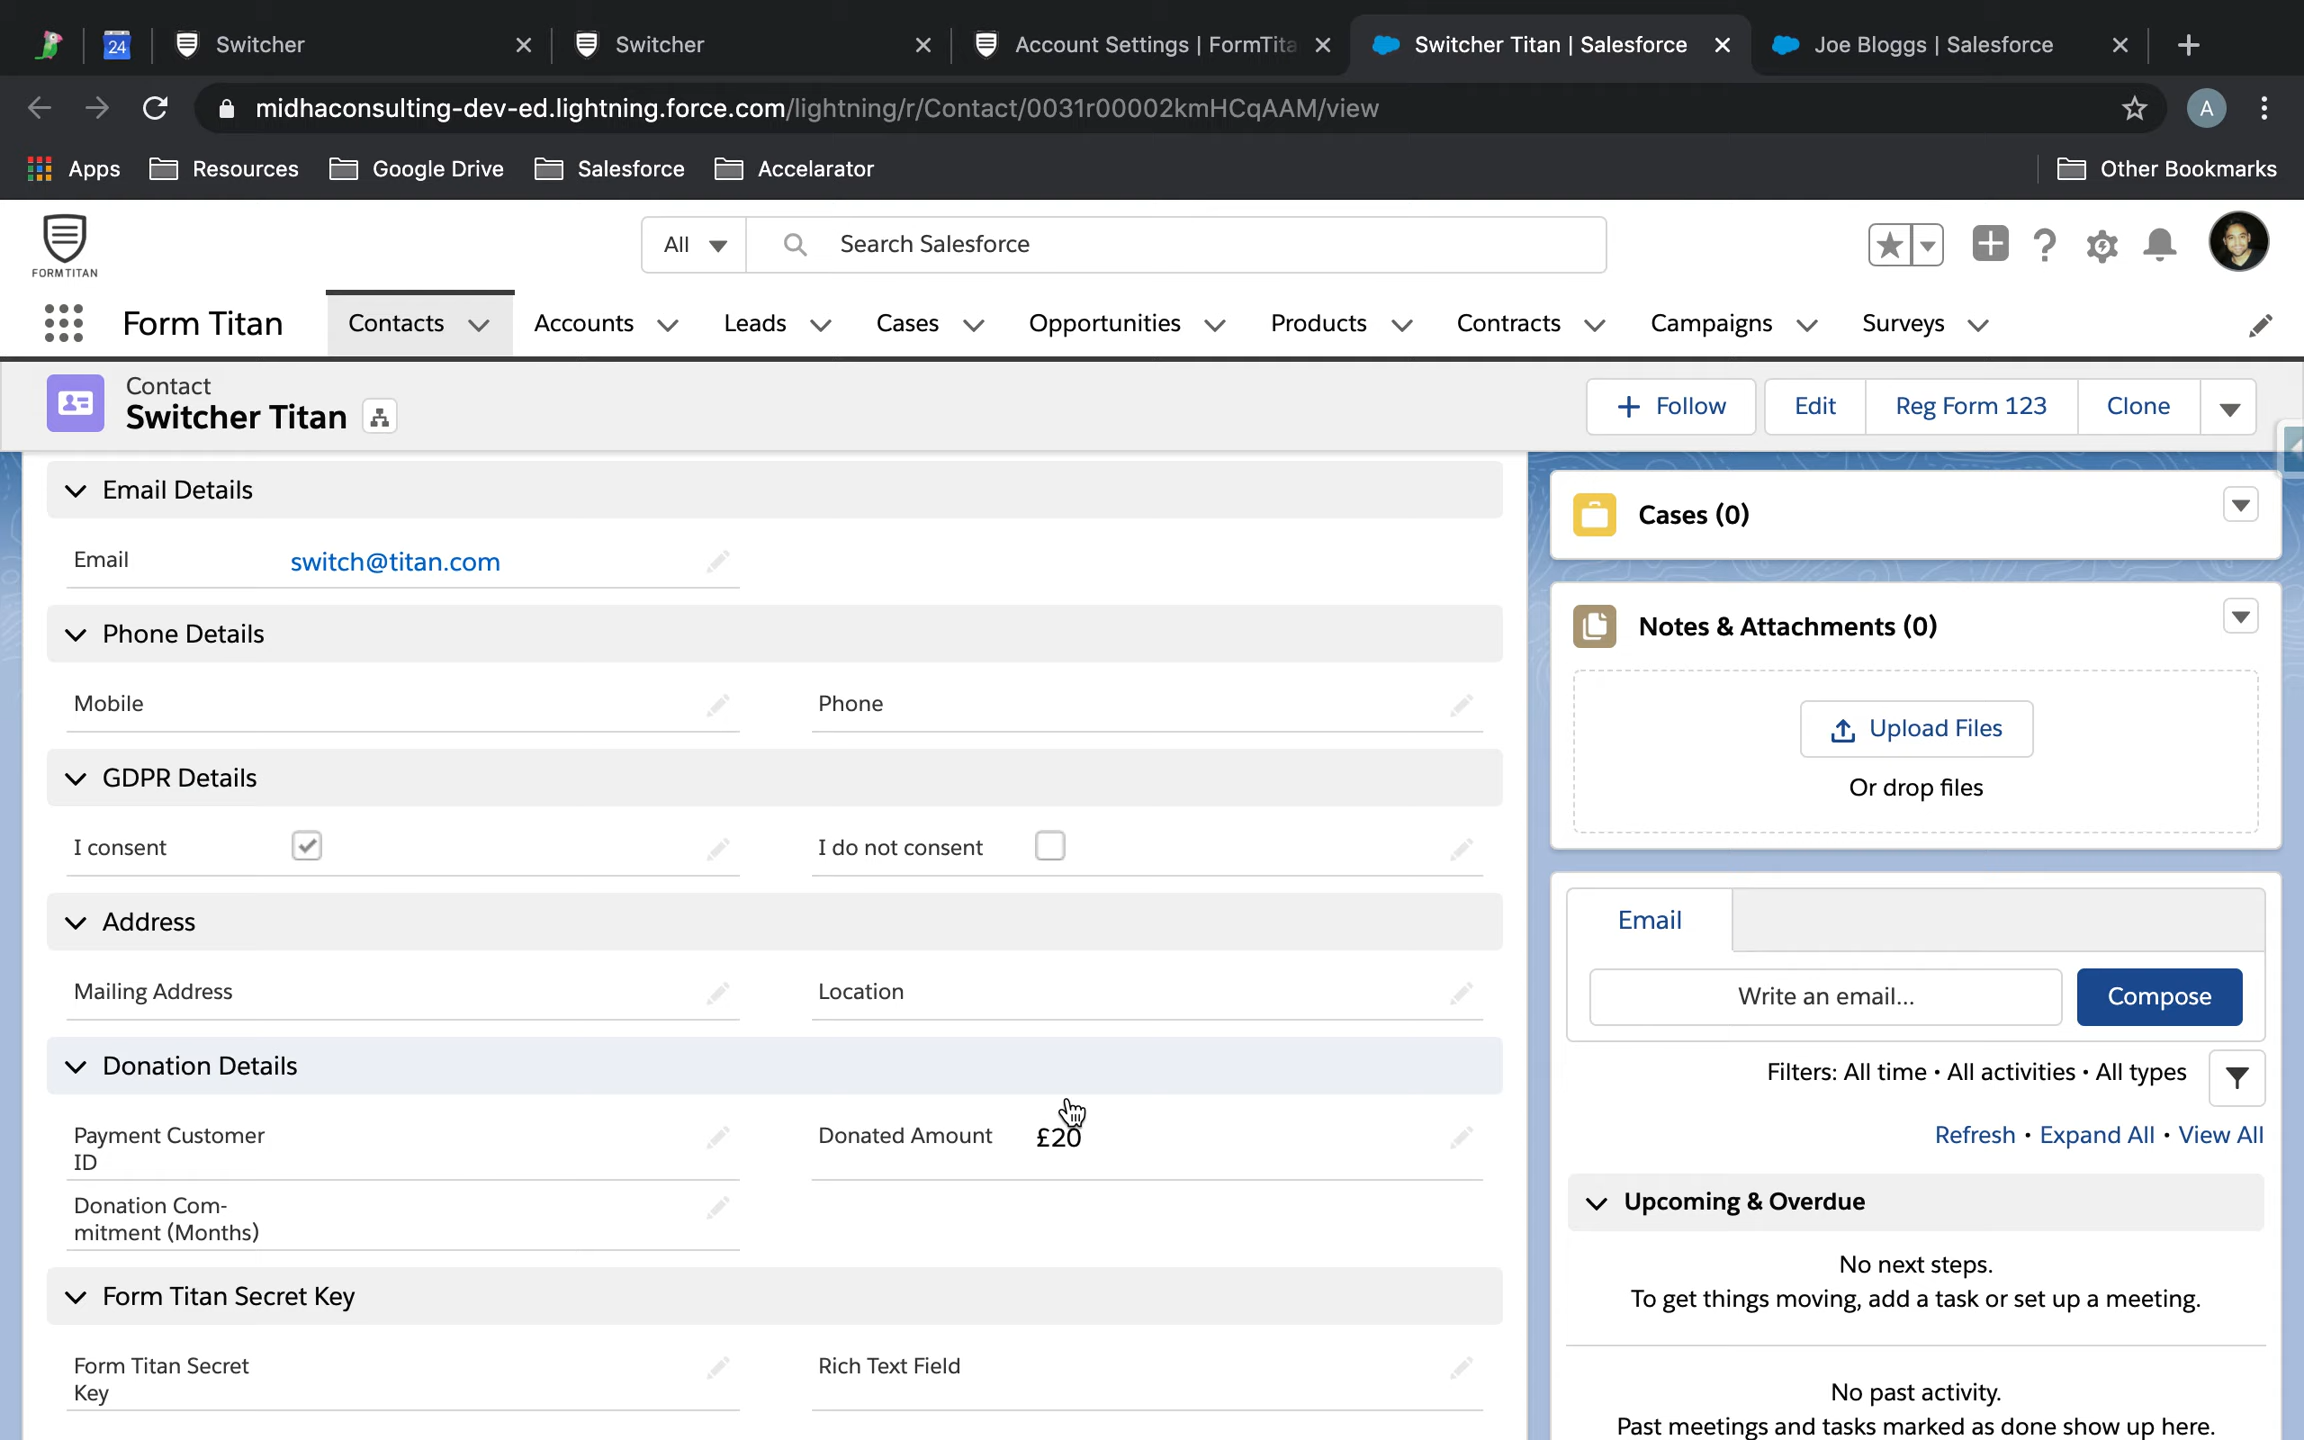 24
Switcher
Switcher
Account Settings | FormTita
Switcher Titan | Salesforce
Joe Bloggs | Salesforce
midhaconsulting-dev-ed.lightning.force.com/lightning/r/Contact/0031r00002kmHCqAAM/view
A
Apps
Resources
Google Drive
Salesforce
Accelarator
Other Bookmarks
FORMTITAN
All
Search Salesforce
Form Titan
Contacts
Accounts
Leads
Cases
Opportunities
Products
Contracts
Campaigns
Surveys
Contact
Switcher Titan
Follow
Edit
Reg Form 123
Clone
Email Details
Email
switch@titan.com
Phone Details
Mobile
Phone
GDPR Details
I consent
I do not consent
Address
Mailing Address
Location
Donation Details
Payment Customer
ID
Donated Amount
£20
Donation Com-
mitment (Months)
Form Titan Secret Key
Form Titan Secret
Key
Rich Text Field
Cases (0)
Notes & Attachments (0)
Upload Files
Or drop files
Email
Write an email...
Compose
Filters: All time • All activities • All types
Refresh • Expand All • View All
Upcoming & Overdue
No next steps.
To get things moving, add a task or set up a meeting.
No past activity.
Past meetings and tasks marked as done show up here.